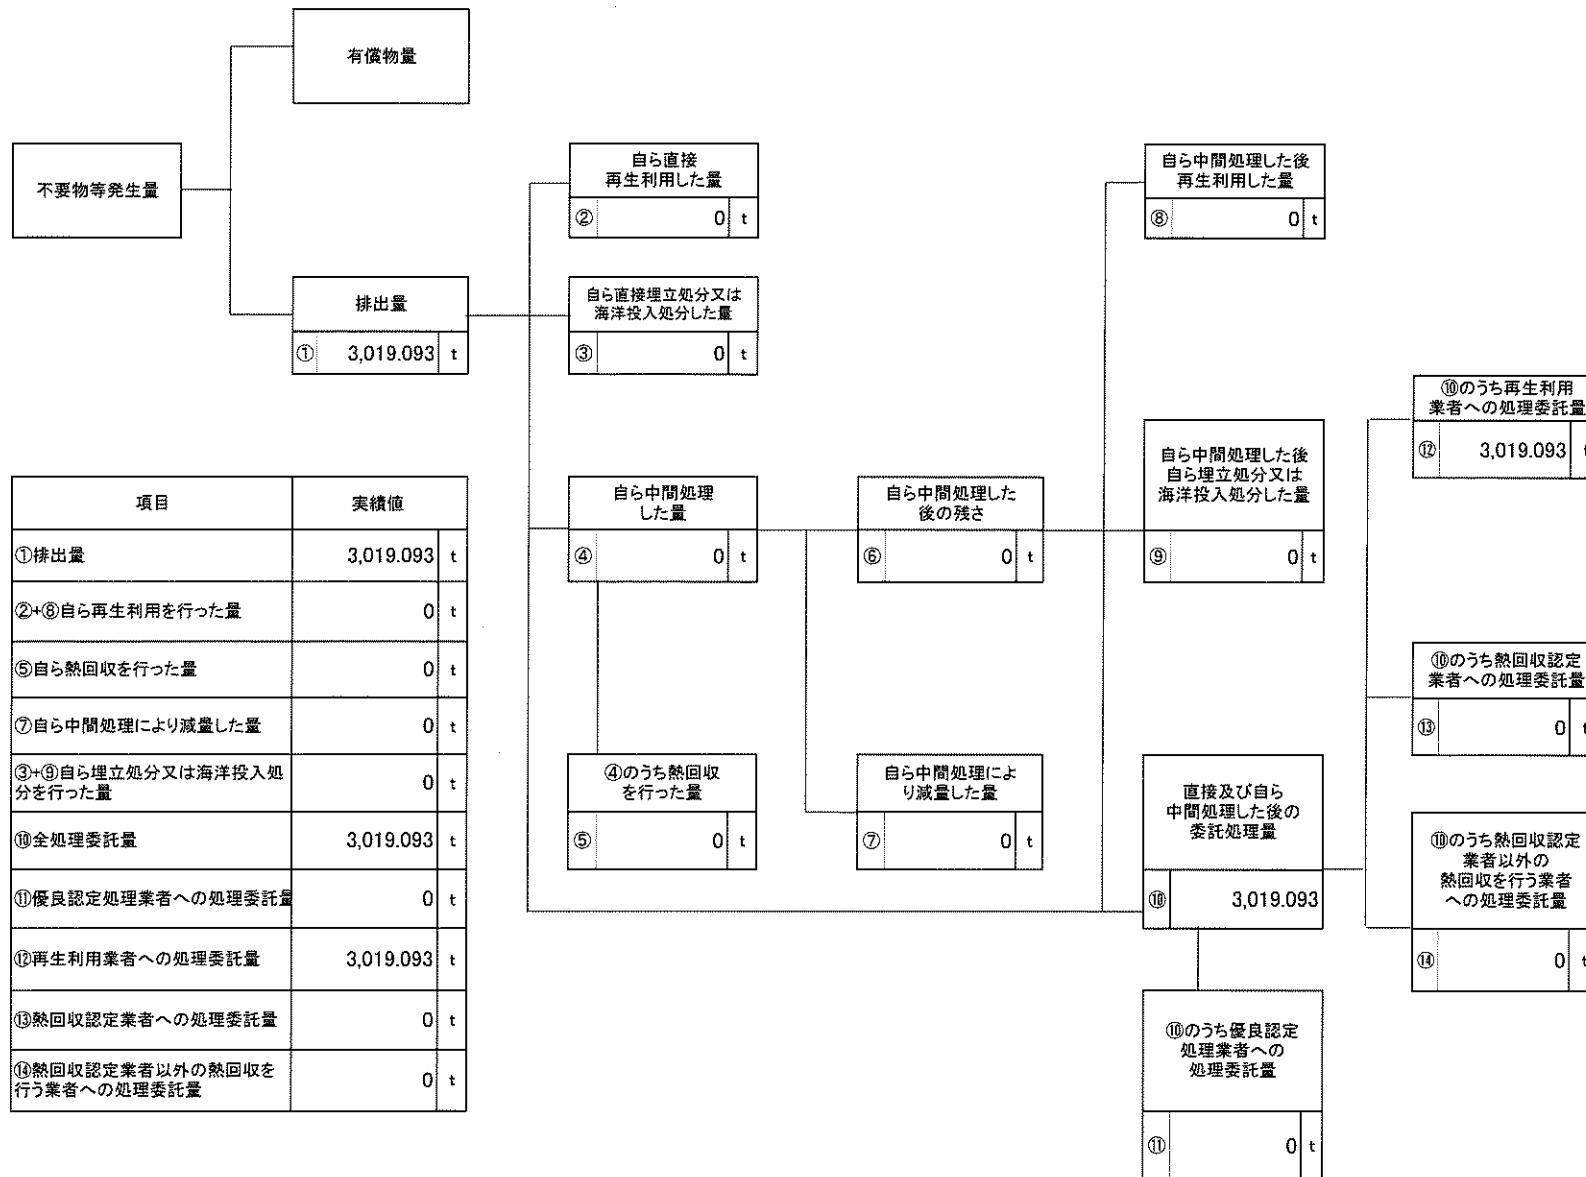 有償物量
不要物等発生量
排出量
① 3,019.093 t
自ら直接
再生利用した量
② 0 t
自ら直接埋立処分又は
海洋投入処分した量
③ 0 t
自ら中間処理
した量
④ 0 t
④のうち熱回収
を行った量
⑤ 0 t
自ら中間処理した
後の残さ
⑥ 0 t
自ら中間処理によ
り減量した量
⑦ 0 t
自ら中間処理した後
再生利用した量
⑧ 0 t
自ら中間処理した後
自ら埋立処分又は
海洋投入処分した量
⑨ 0 t
直接及び自ら
中間処理した後の
委託処理量
⑩ 3,019.093
⑩のうち優良認定
処理業者への
処理委託量
⑪ 0 t
⑩のうち再生利用
業者への処理委託量
⑫ 3,019.093 t
⑩のうち熱回収認定
業者への処理委託量
⑬ 0 t
⑩のうち熱回収認定
業者以外の
熱回収を行う業者
への処理委託量
⑭ 0 t
項目 実績値
①排出量 3,019.093 t
②+⑧自ら再生利用を行った量 0 t
⑤自ら熱回収を行った量 0 t
⑦自ら中間処理により減量した量 0 t
③+⑨自ら埋立処分又は海洋投入処
分を行った量 0 t
⑩全処理委託量 3,019.093 t
⑪優良認定処理業者への処理委託量 0 t
⑫再生利用業者への処理委託量 3,019.093 t
⑬熱回収認定業者への処理委託量 0 t
⑭熱回収認定業者以外の熱回収を
行う業者への処理委託量 0 t